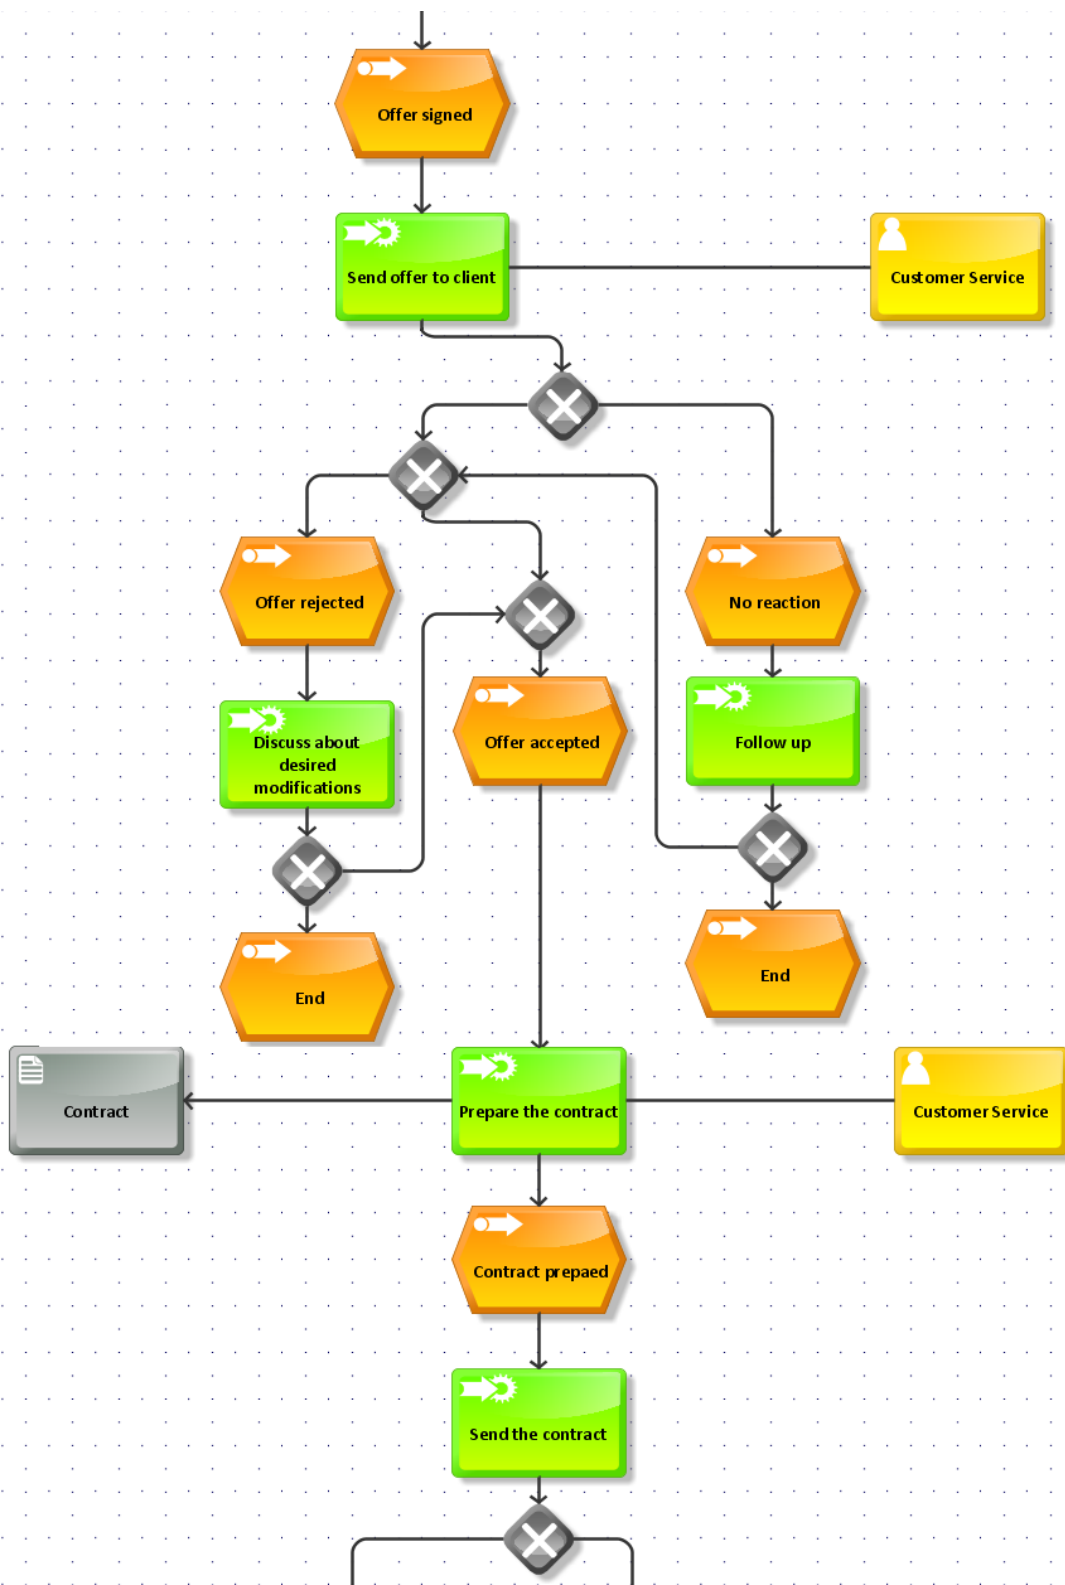 Offer signed
Send offer to client
Customer Service
Offer rejected
No reaction
Discuss about
desired
modifications
Offer accepted
Follow up
End
End
Contract
Prepare the contract
Customer Service
Contract prepaed
Send the contract